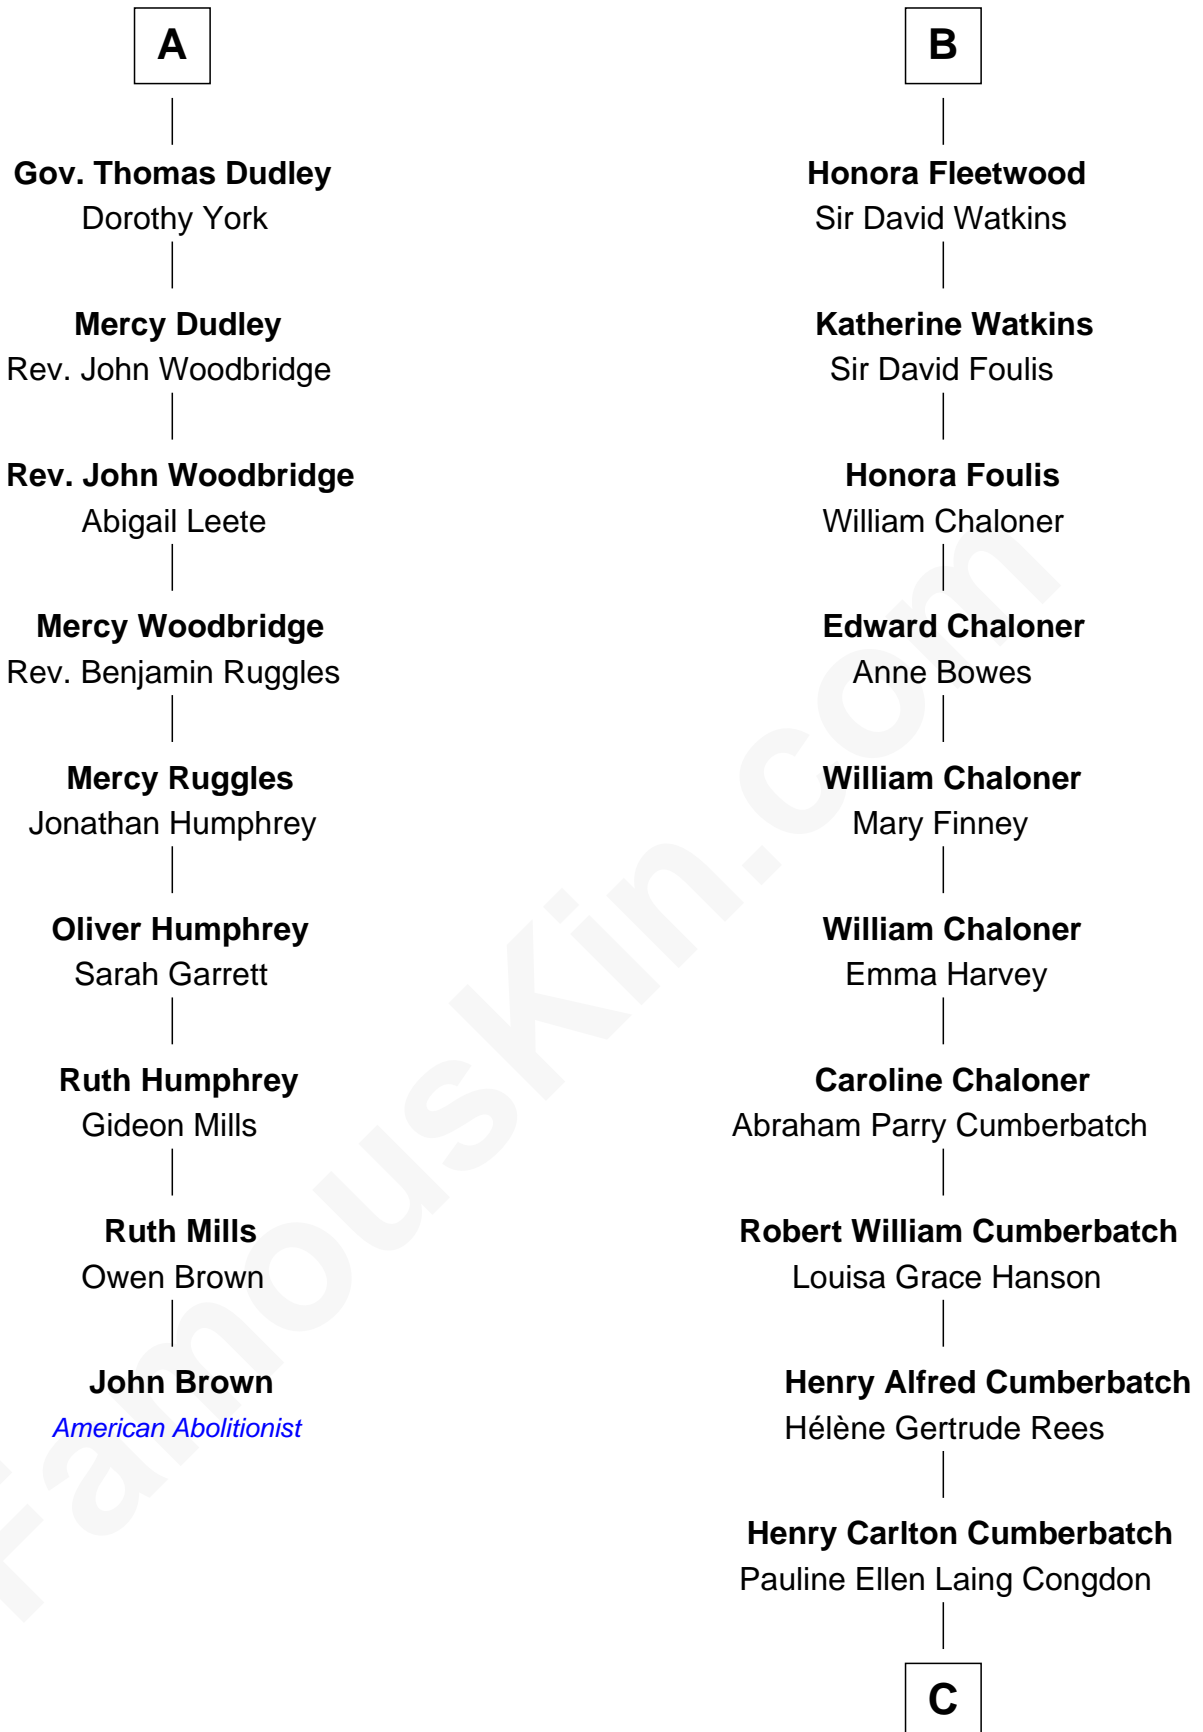 A
Gov. Thomas Dudley
Dorothy York
Mercy Dudley
Rev. John Woodbridge
Rev. John Woodbridge
Abigail Leete
Mercy Woodbridge
Rev. Benjamin Ruggles
Mercy Ruggles
Jonathan Humphrey
Oliver Humphrey
Sarah Garrett
Ruth Humphrey
Gideon Mills
Ruth Mills
Owen Brown
John Brown
American Abolitionist
B
Honora Fleetwood
Sir David Watkins
Katherine Watkins
Sir David Foulis
Honora Foulis
William Chaloner
Edward Chaloner
Anne Bowes
William Chaloner
Mary Finney
William Chaloner
Emma Harvey
Caroline Chaloner
Abraham Parry Cumberbatch
Robert William Cumberbatch
Louisa Grace Hanson
Henry Alfred Cumberbatch
Hélène Gertrude Rees
Henry Carlton Cumberbatch
Pauline Ellen Laing Congdon
C
FamousKin.com